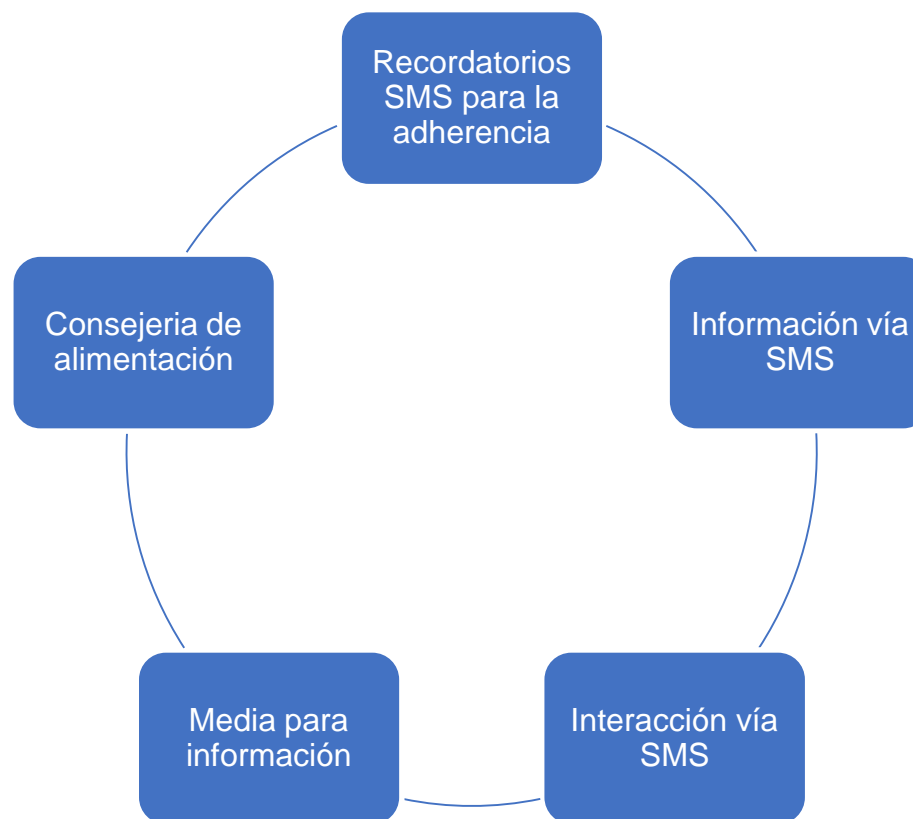 Recordatorios
SMS para la
adherencia
Consejeria de
alimentación
Información vía
SMS
Media para
información
Interacción vía
SMS